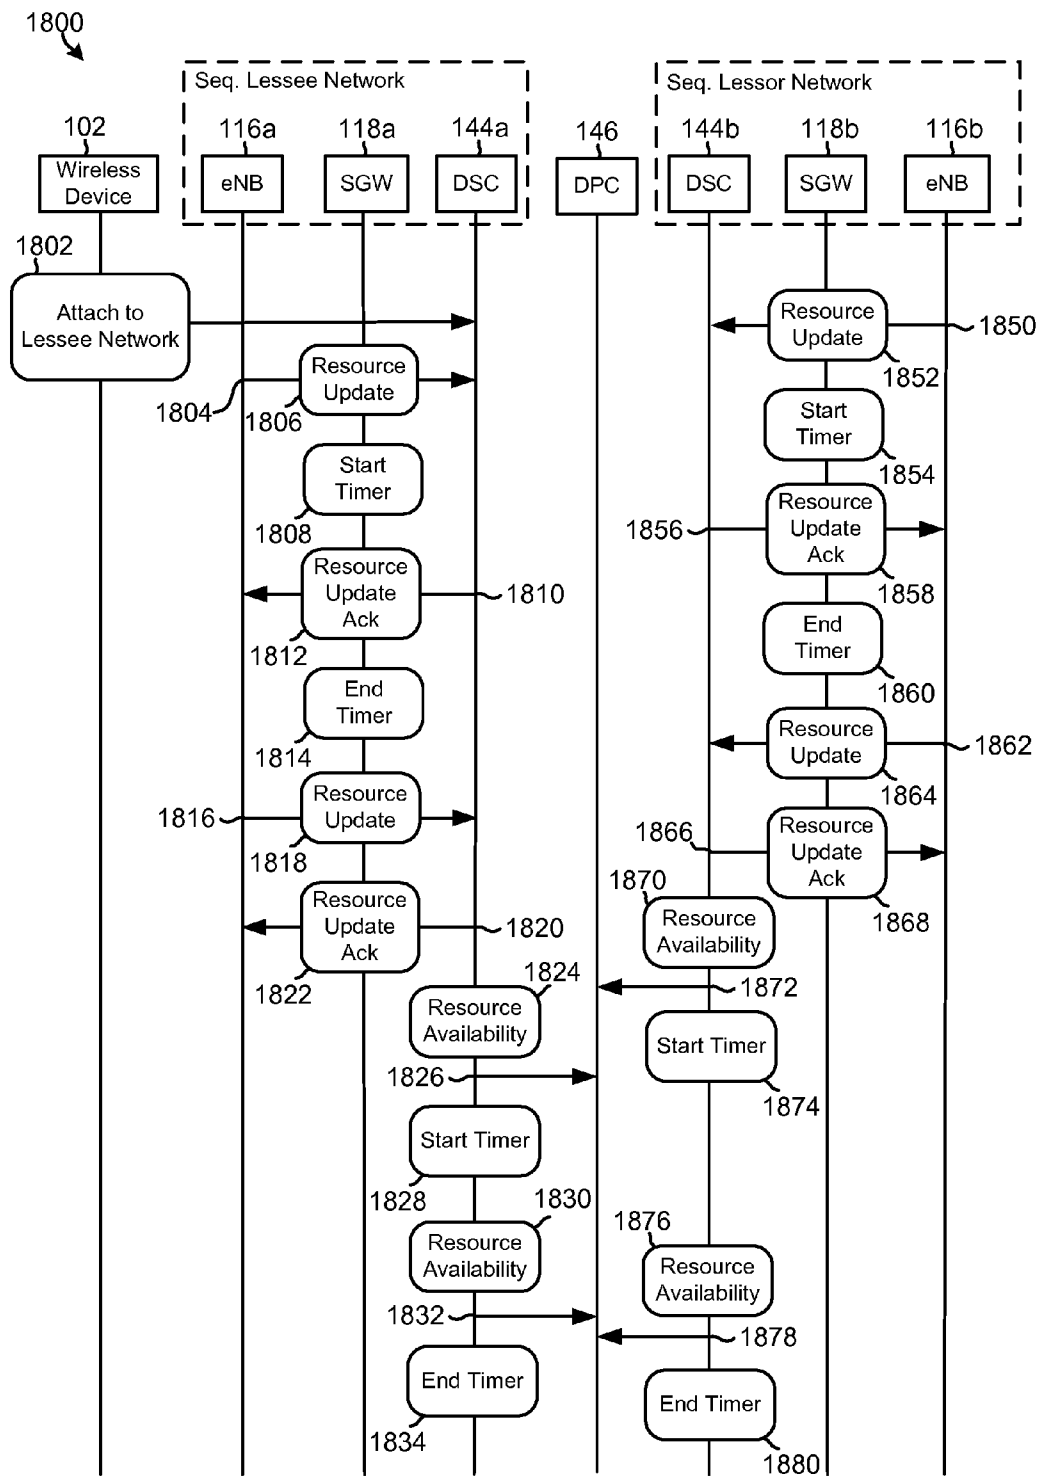 1800
Seq. Lessee Network
Seq. Lessor Network
102
116a
118a
144a
146
144b
118b
116b
Wireless
Device
eNB
SGW
DSC
DPC
DSC
SGW
eNB
1802
Attach to
Lessee Network
Resource
Update
1850
1852
Resource
Update
1804
1806
Start
Timer
1854
Start
Timer
1808
1856
Resource
Update
Ack
1858
Resource
Update
Ack
1810
1812
End
Timer
1860
End
Timer
1814
Resource
Update
1862
1864
1816
Resource
Update
1818
1866
Resource
Update
Ack
1868
1870
Resource
Availability
Resource
Update
Ack
1820
1822
1824
1872
Resource
Availability
Start Timer
1874
1826
Start Timer
1828
1830
Resource
Availability
1876
Resource
Availability
1832
1878
End Timer
1834
End Timer
1880